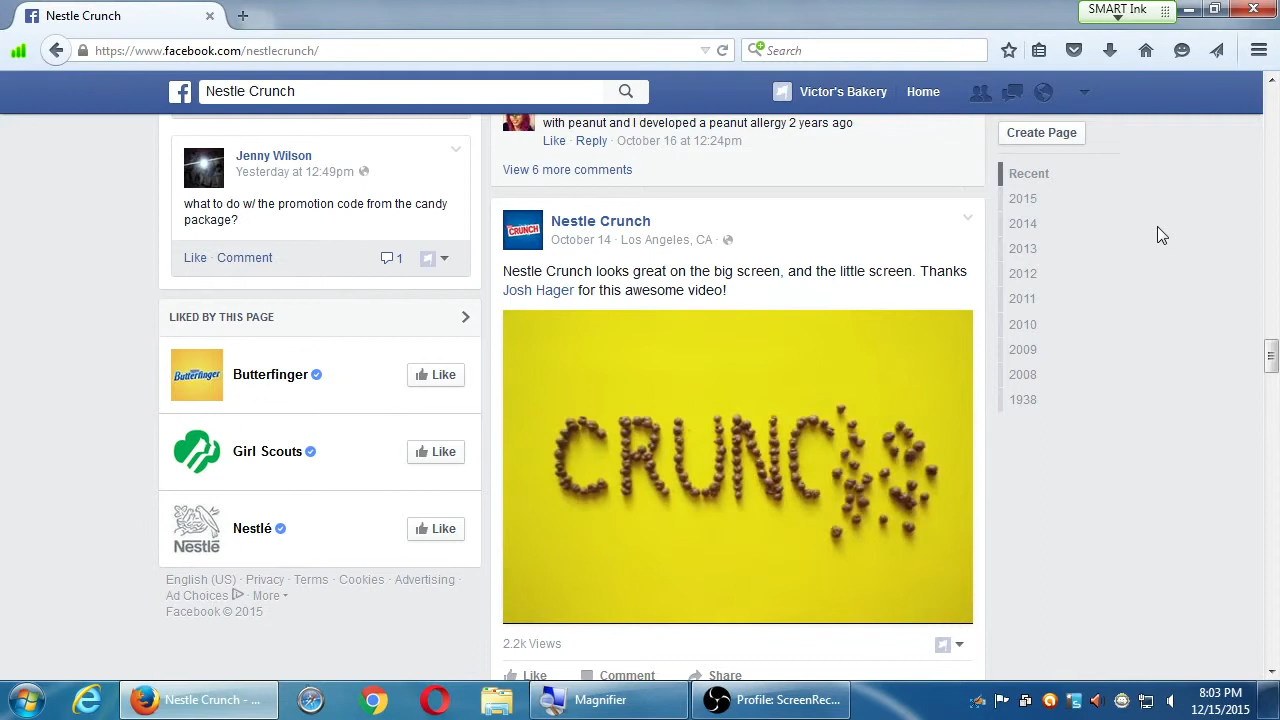 Nestle Crunch
SMART Ink
https://www.facebook.com/nestlecrunch/
Search
Nestle Crunch
Victor's Bakery
Home
with peanut and I developed a peanut allergy 2 years ago
Like · Reply · October 16 at 12:24pm
View 6 more comments
Create Page
Recent
2015
2014
2013
2012
2011
2010
2009
2008
1938
Jenny Wilson
Yesterday at 12:49pm
what to do w/ the promotion code from the candy
package?
Like · Comment
1
LIKED BY THIS PAGE
Butterfinger
Butterfinger
Like
Girl Scouts
Like
Nestlé
Nestlé
Like
English (US) · Privacy · Terms · Cookies · Advertising ·
Ad Choices · More
Facebook © 2015
CRUNCH
Nestle Crunch
October 14 · Los Angeles, CA ·
Nestle Crunch looks great on the big screen, and the little screen. Thanks
Josh Hager for this awesome video!
CRUNC
2.2k Views
Like
Comment
Share
Nestle Crunch - ...
Magnifier
Profile: ScreenRec...
8:03 PM
12/15/2015